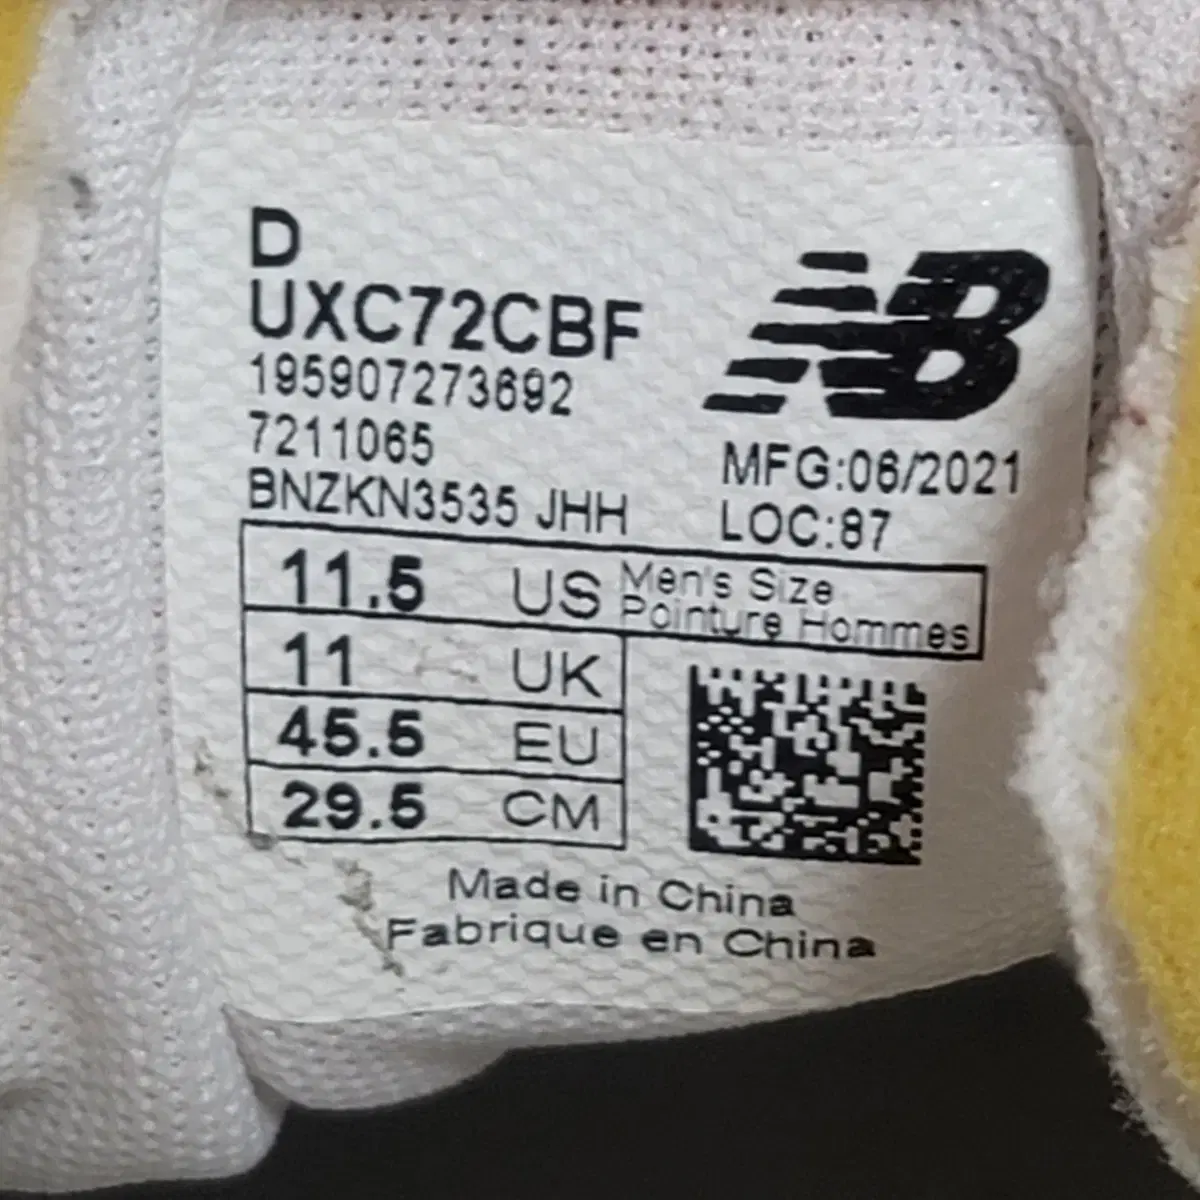 D
UXC72CBF
195907273692
7211065
BNZKN3535 JHH
NB
MFG:06/2021
LOC:87
11.5 US Men's Size
Pointure Hommes
11 UK
45.5 EU
29.5 CM
Made in China
Fabrique en China